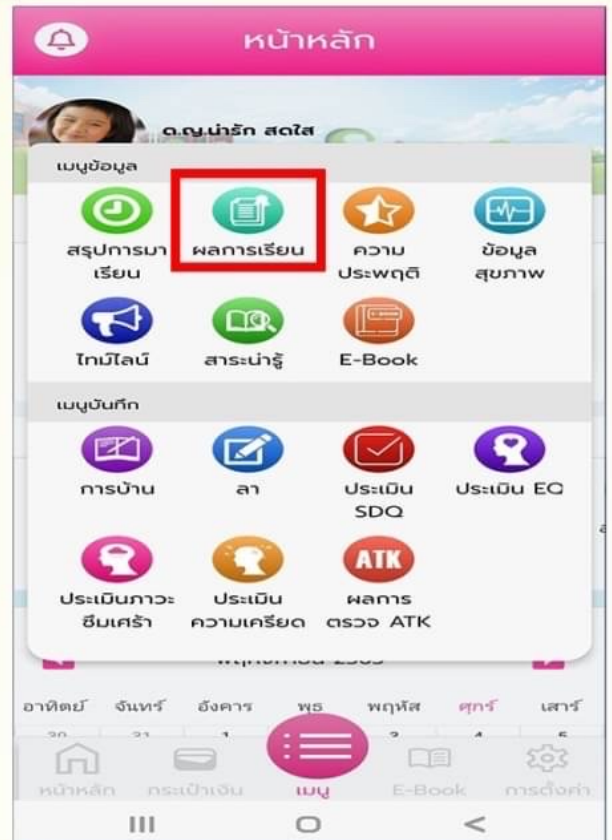 หน้าหลัก
ด.ญ.น่ารัก สดใส
เมนูข้อมูล
สรุปการมา
เรียน
ผลการเรียน
ความ
ประพฤติ
ข้อมูล
สุขภาพ
ไทม์ไลน์
สาระน่ารู้
E-Book
เมนูบันทึก
การบ้าน
ลา
ประเมิน
SDQ
ประเมิน EQ
ประเมินภาวะ
ซึมเศร้า
ประเมิน
ความเครียด
ATK
ผลการ
ตรวจ ATK
อาทิตย์ จันทร์ อังคาร พุธ พฤหัส ศุกร์ เสาร์
หน้าหลัก กระเป๋าเงิน เมนู E-Book การตั้งค่า